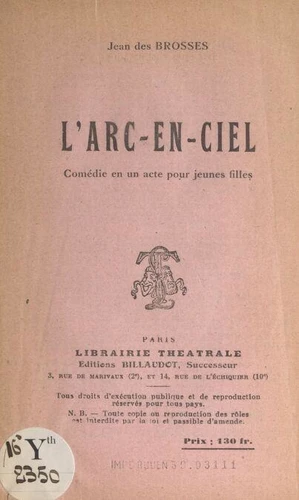 Jean des BROSSES
L'ARC-EN-CIEL
Comédie en un acte pour jeunes filles
PARIS
LIBRAIRIE THEATRALE
Editions BILLAUDOT, Successeur
3, RUE DE MARIVAUX (2e), ET 14, RUE DE L'ÉCHIQUIER (10e)
Tous droits d'exécution publique et de reproduction
réservés pour tous pays.
N. B. — Toute copie ou reproduction des rôles
est interdite par la loi et passible d'amende.
Prix : 130 fr.
16 Yth
8350